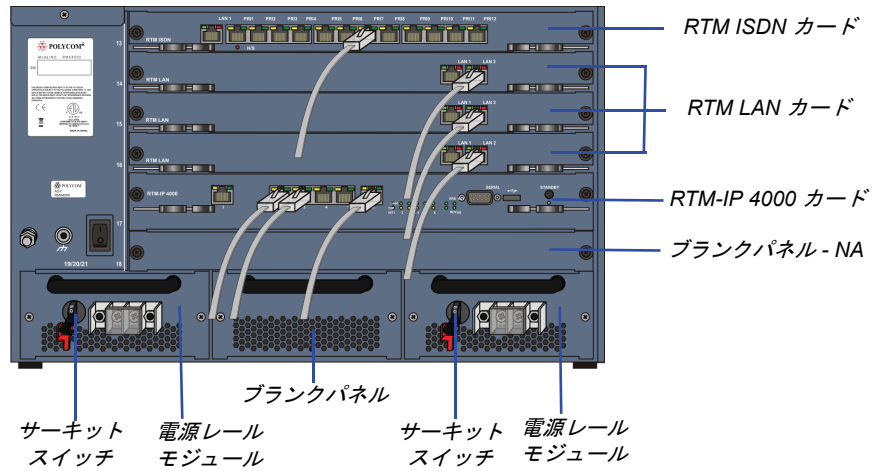 LAN 1 PRI1 PRI2 PRI3 PRI4 PRI5 PRI6 PRI7 PRI8 PRI9 PRI10 PRI11 PRI12
RTM ISDN カード
POLYCOM®
13
RTM ISDN
H/S
LAN 1 LAN 2
14
RTM LAN
LAN 1 LAN 2
RTM LAN カード
15
RTM LAN
LAN 1 LAN 2
16
RTM LAN
POLYCOM
RTM-IP 4000
SERIAL
STANDBY
RTM-IP 4000 カード
17
19/20/21
18
ブランクパネル - NA
ブランクパネル
サーキット
スイッチ
電源レール
モジュール
サーキット
スイッチ
電源レール
モジュール